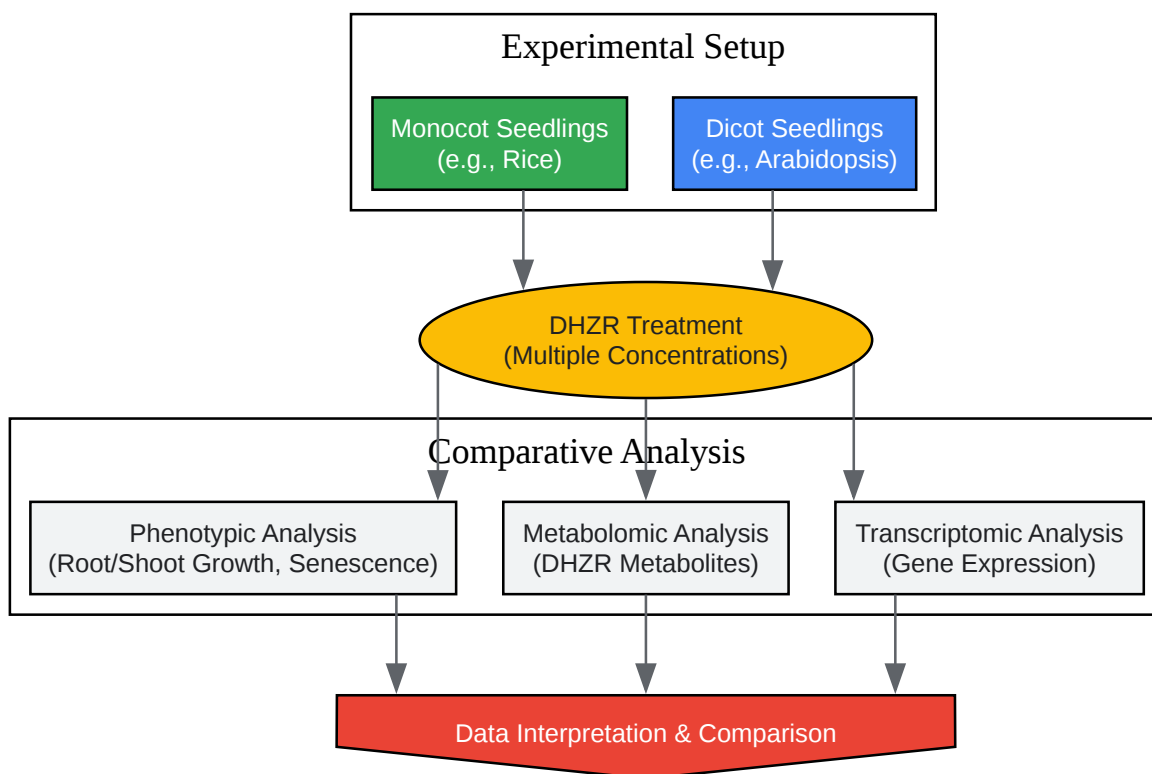 Experimental Setup
Monocot Seedlings
(e.g., Rice)
Dicot Seedlings
(e.g., Arabidopsis)
DHZR Treatment
(Multiple Concentrations)
Comparative Analysis
Phenotypic Analysis
(Root/Shoot Growth, Senescence)
Metabolomic Analysis
(DHZR Metabolites)
Transcriptomic Analysis
(Gene Expression)
Data Interpretation & Comparison